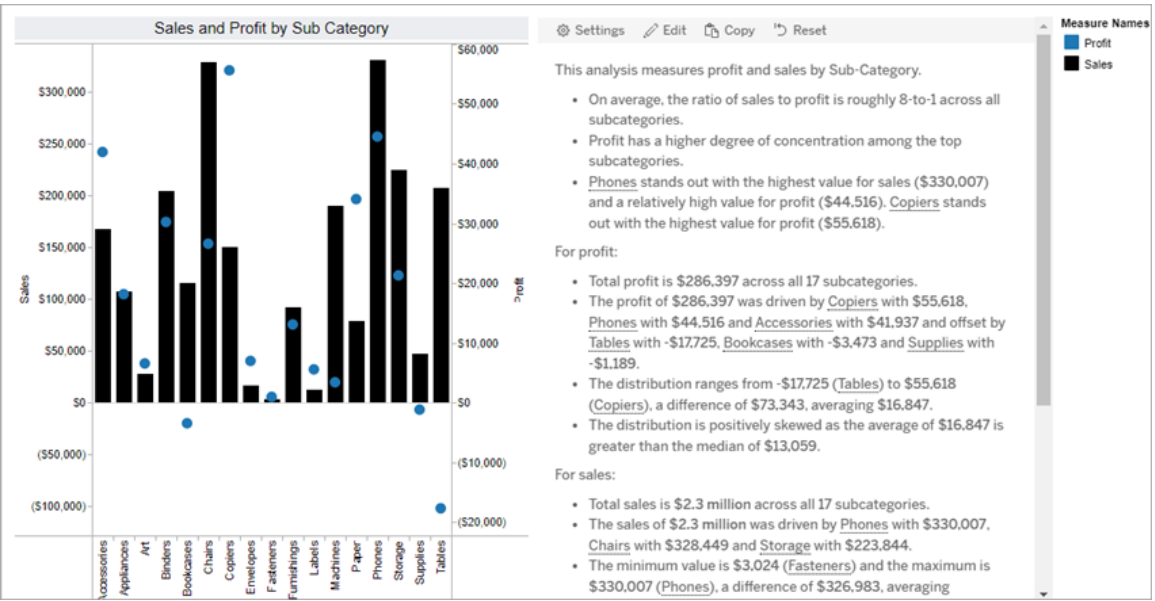 Sales and Profit by Sub Category
$300,000
$250,000
$200,000
$150,000
$100,000
$50,000
$0
($50,000)
($100,000)
Sales
$60,000
$50,000
$40,000
$30,000
$20,000
$10,000
$0
($10,000)
($20,000)
Profit
Accessories
Appliances
Art
Binders
Bookcases
Chairs
Copiers
Envelopes
Fasteners
Furnishings
Labels
Machines
Paper
Phones
Storage
Supplies
Tables
Settings Edit Copy Reset
This analysis measures profit and sales by Sub-Category.
• On average, the ratio of sales to profit is roughly 8-to-1 across all
subcategories.
• Profit has a higher degree of concentration among the top
subcategories.
• Phones stands out with the highest value for sales ($330,007)
and a relatively high value for profit ($44,516). Copiers stands
out with the highest value for profit ($55,618).
For profit:
• Total profit is $286,397 across all 17 subcategories.
• The profit of $286,397 was driven by Copiers with $55,618,
Phones with $44,516 and Accessories with $41,937 and offset by
Tables with -$17,725, Bookcases with -$3,473 and Supplies with
-$1,189.
• The distribution ranges from -$17,725 (Tables) to $55,618
(Copiers), a difference of $73,343, averaging $16,847.
• The distribution is positively skewed as the average of $16,847 is
greater than the median of $13,059.
For sales:
• Total sales is $2.3 million across all 17 subcategories.
• The sales of $2.3 million was driven by Phones with $330,007,
Chairs with $328,449 and Storage with $223,844.
• The minimum value is $3,024 (Fasteners) and the maximum is
$330,007 (Phones), a difference of $326,983, averaging
Measure Names
Profit
Sales